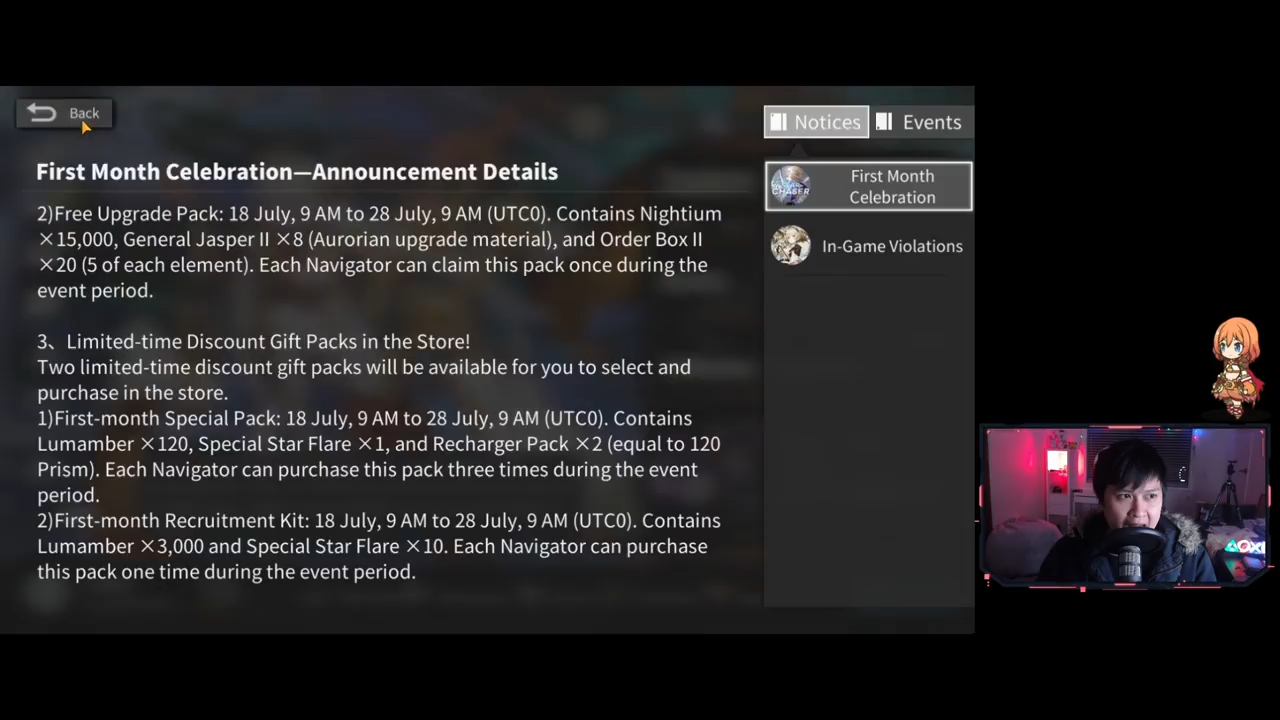 Back
Notices
Events
First Month Celebration—Announcement Details
2)Free Upgrade Pack: 18 July, 9 AM to 28 July, 9 AM (UTC0). Contains Nightium
×15,000, General Jasper II ×8 (Aurorian upgrade material), and Order Box II
×20 (5 of each element). Each Navigator can claim this pack once during the
event period.
3、Limited-time Discount Gift Packs in the Store!
Two limited-time discount gift packs will be available for you to select and
purchase in the store.
1)First-month Special Pack: 18 July, 9 AM to 28 July, 9 AM (UTC0). Contains
Lumamber ×120, Special Star Flare ×1, and Recharger Pack ×2 (equal to 120
Prism). Each Navigator can purchase this pack three times during the event
period.
2)First-month Recruitment Kit: 18 July, 9 AM to 28 July, 9 AM (UTC0). Contains
Lumamber ×3,000 and Special Star Flare ×10. Each Navigator can purchase
this pack one time during the event period.
CHASER
First Month
Celebration
In-Game Violations